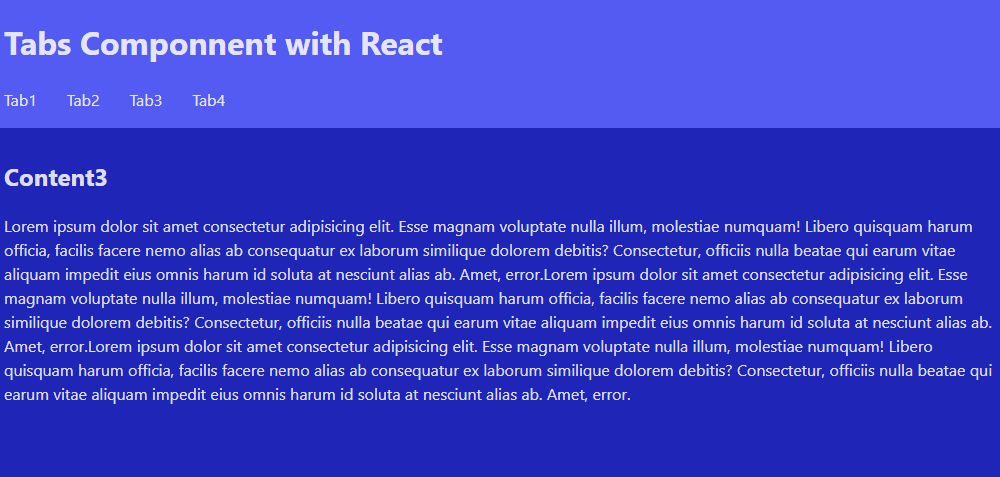 Tabs Componnent with React
Tab1 Tab2 Tab3 Tab4
Content3
Lorem ipsum dolor sit amet consectetur adipisicing elit. Esse magnam voluptate nulla illum, molestiae numquam! Libero quisquam harum
officia, facilis facere nemo alias ab consequatur ex laborum similique dolorem debitis? Consectetur, officiis nulla beatae qui earum vitae
aliquam impedit eius omnis harum id soluta at nesciunt alias ab. Amet, error.Lorem ipsum dolor sit amet consectetur adipisicing elit. Esse
magnam voluptate nulla illum, molestiae numquam! Libero quisquam harum officia, facilis facere nemo alias ab consequatur ex laborum
similique dolorem debitis? Consectetur, officiis nulla beatae qui earum vitae aliquam impedit eius omnis harum id soluta at nesciunt alias ab.
Amet, error.Lorem ipsum dolor sit amet consectetur adipisicing elit. Esse magnam voluptate nulla illum, molestiae numquam! Libero
quisquam harum officia, facilis facere nemo alias ab consequatur ex laborum similique dolorem debitis? Consectetur, officiis nulla beatae qui
earum vitae aliquam impedit eius omnis harum id soluta at nesciunt alias ab. Amet, error.